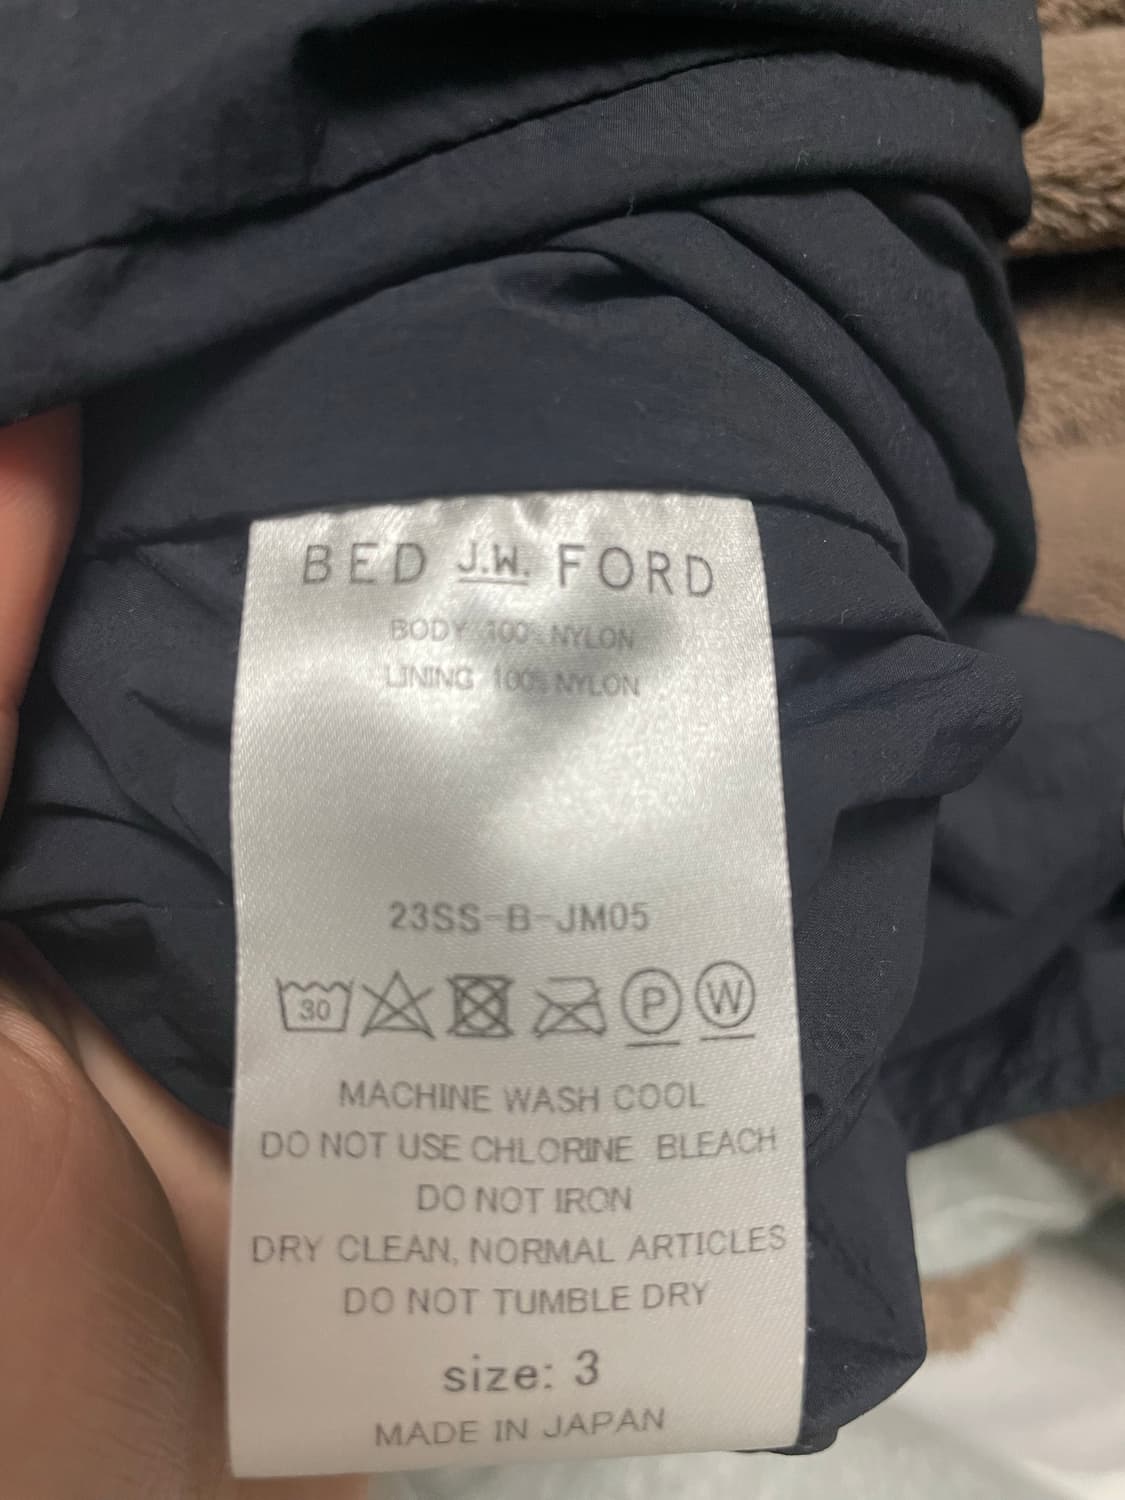 BED J.W. FORD
BODY 100% NYLON
LINING 100% NYLON
23SS-B-JM05
30 P W
MACHINE WASH COOL
DO NOT USE CHLORINE BLEACH
DO NOT IRON
DRY CLEAN, NORMAL ARTICLES
DO NOT TUMBLE DRY
size: 3
MADE IN JAPAN